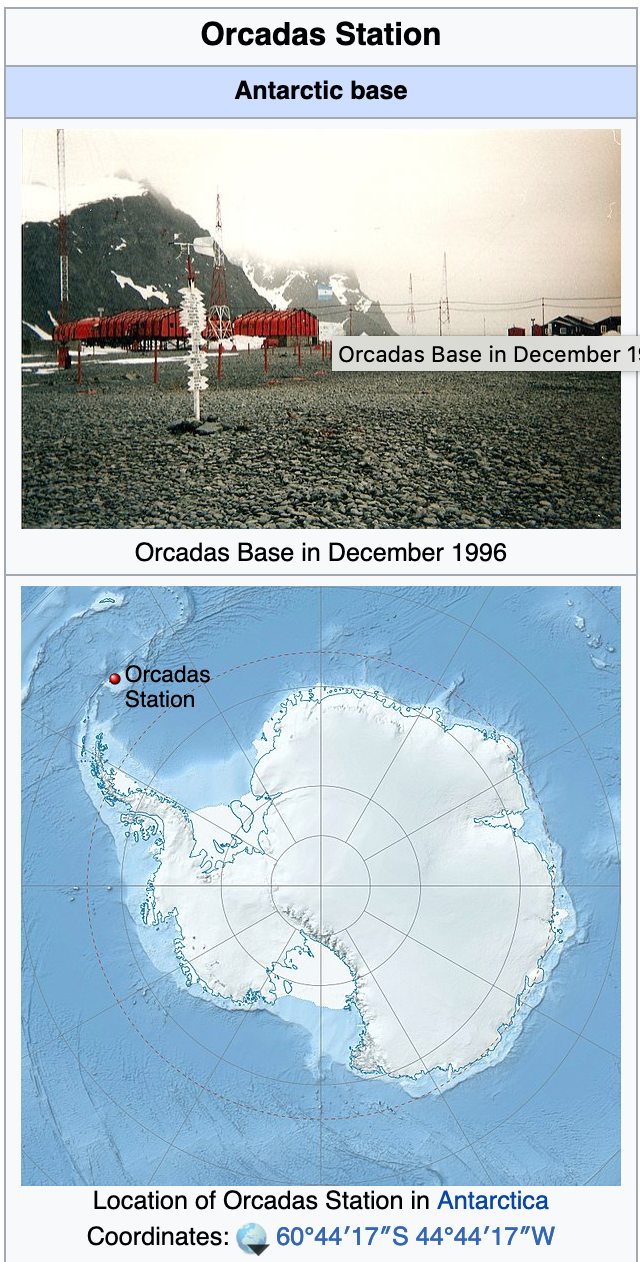 Orcadas Station
Antarctic base
Orcadas Base in December 19
Orcadas Base in December 1996
Orcadas
Station
Location of Orcadas Station in Antarctica
Coordinates: 60°44′17″S 44°44′17″W